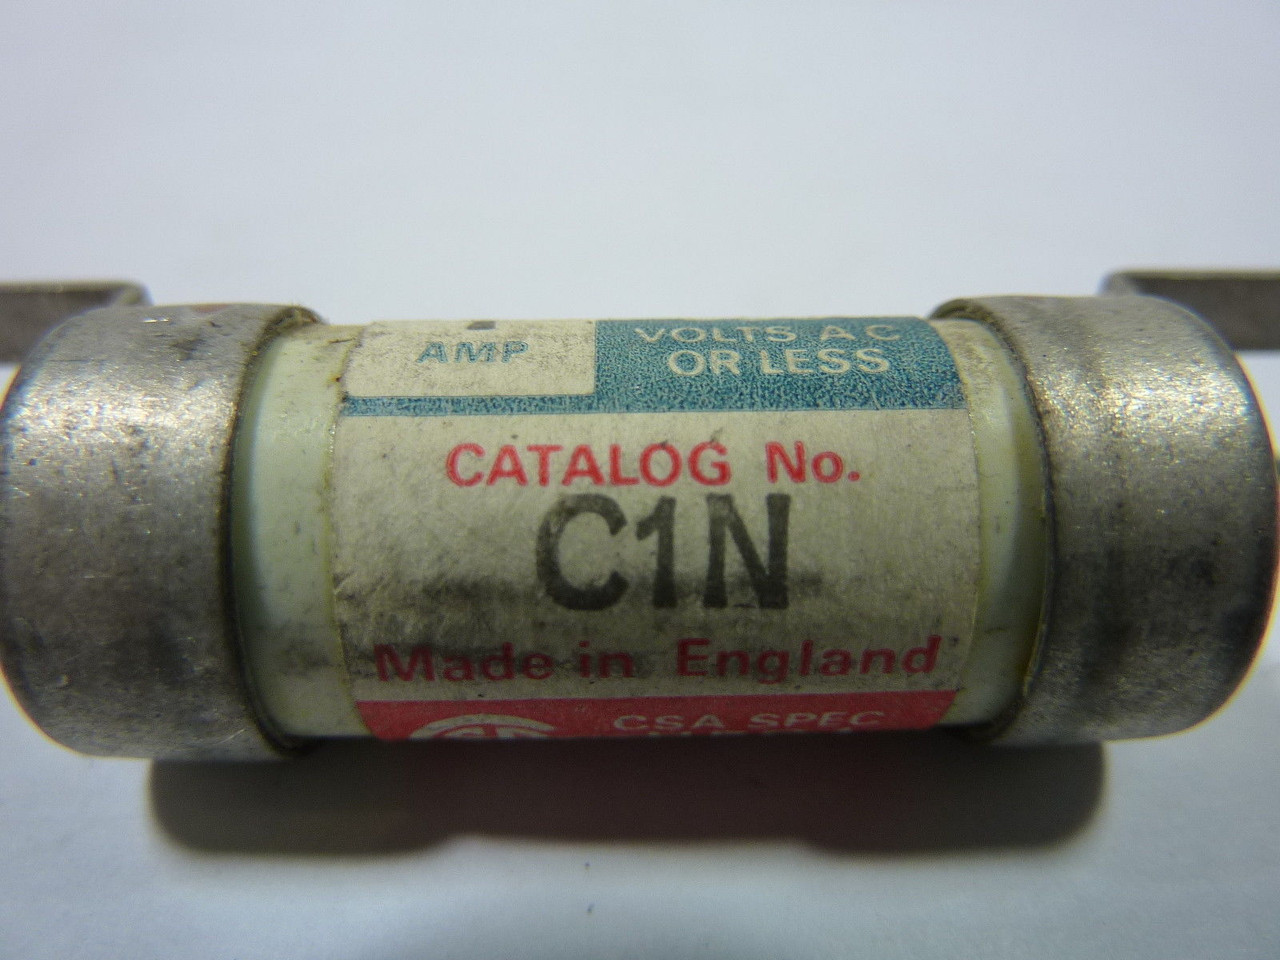 AMP
VOLTS AC
OR LESS
CATALOG No.
C1N
Made in England
CSA SPEC